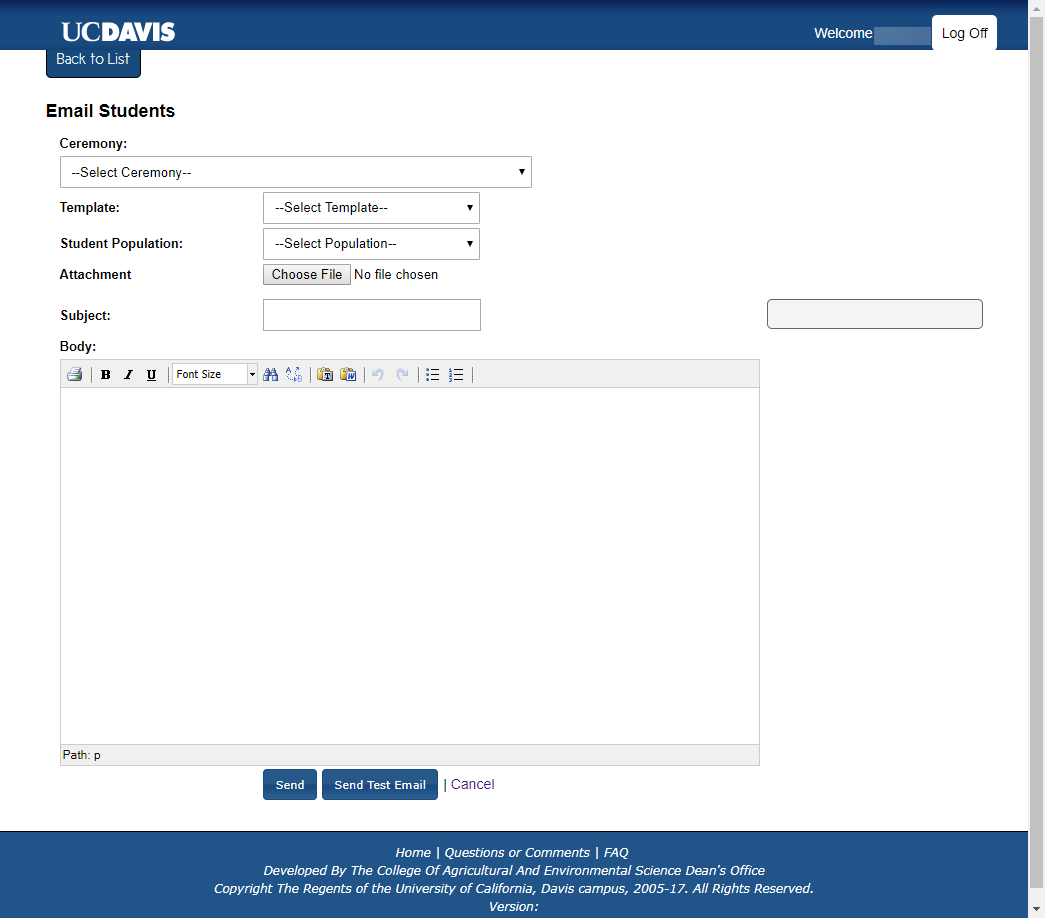 UCDAVIS
Welcome
Log Off
Back to List
Email Students
Ceremony:
--Select Ceremony--
Template:
--Select Template--
Student Population:
--Select Population--
Attachment
Choose File No file chosen
Subject:
Body:
B I U Font Size
Path: p
Send Send Test Email | Cancel
Home | Questions or Comments | FAQ
Developed By The College Of Agricultural And Environmental Science Dean's Office
Copyright The Regents of the University of California, Davis campus, 2005-17. All Rights Reserved.
Version: